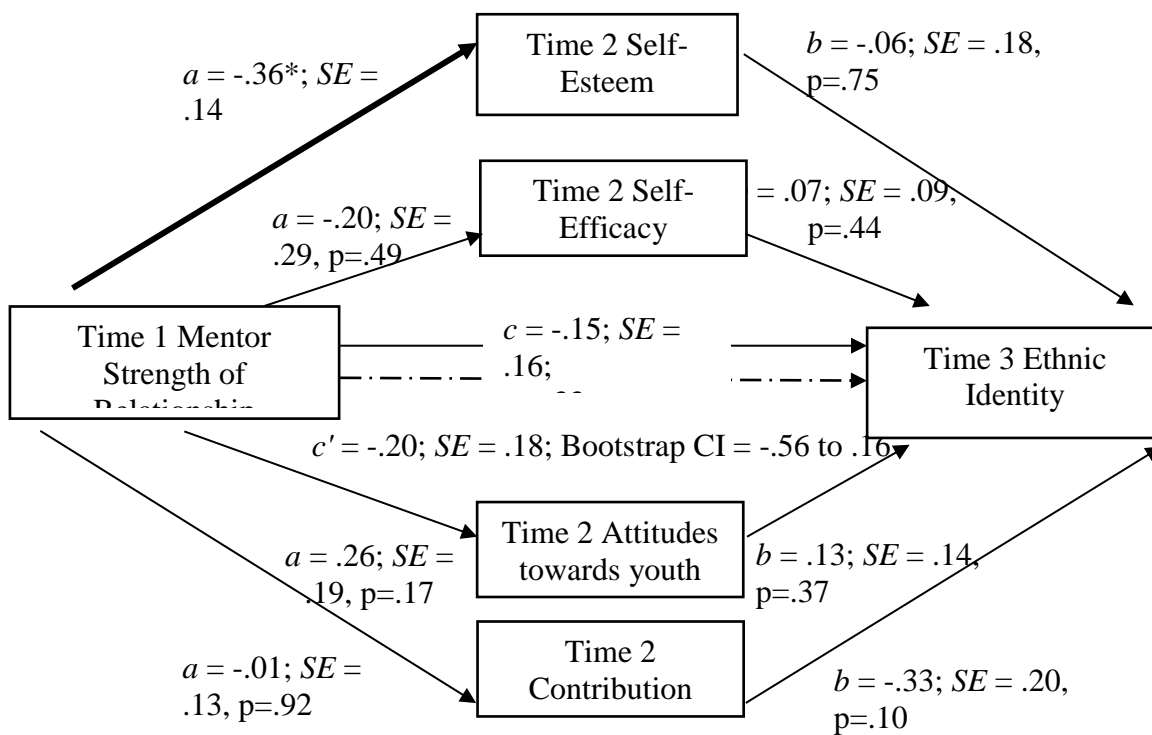 Time 2 Self-
Esteem
b = -.06; SE = .18,
p=.75
a = -.36*; SE =
.14
Time 2 Self-
Efficacy
= .07; SE = .09,
p=.44
a = -.20; SE =
.29, p=.49
Time 1 Mentor
Strength of
Relationship
c = -.15; SE =
.16;
Time 3 Ethnic
Identity
c' = -.20; SE = .18; Bootstrap CI = -.56 to .16
Time 2 Attitudes
towards youth
a = .26; SE =
.19, p=.17
b = .13; SE = .14,
p=.37
Time 2
Contribution
a = -.01; SE =
.13, p=.92
b = -.33; SE = .20,
p=.10